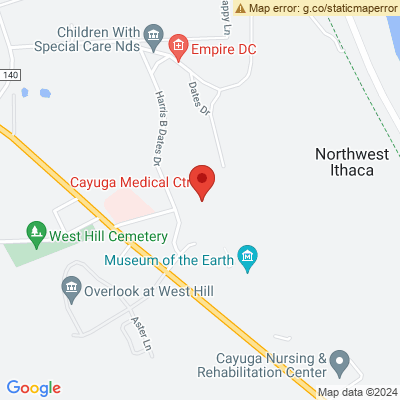 Map error: g.co/staticmaperror
Children With
Special Care Nds
Empire DC
appy Ln
140
Dates Dr
Harris B Dates Dr
Northwest
Ithaca
Cayuga Medical Ctr
West Hill Cemetery
Museum of the Earth
Overlook at West Hill
Aster Ln
Cayuga Nursing &
Rehabilitation Center
Google
Map data ©2024